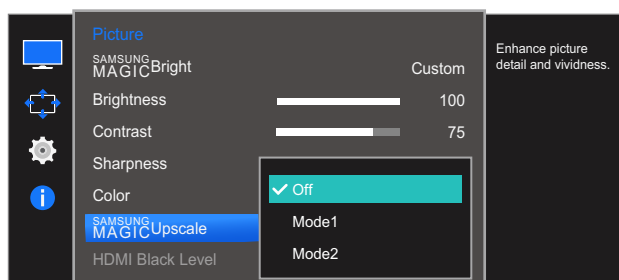 Picture
SAMSUNG
MAGICBright Custom
Brightness 100
Contrast 75
Sharpness
Color
SAMSUNG
MAGICUpscale
HDMI Black Level
Off
Mode1
Mode2
Enhance picture
detail and vividness.